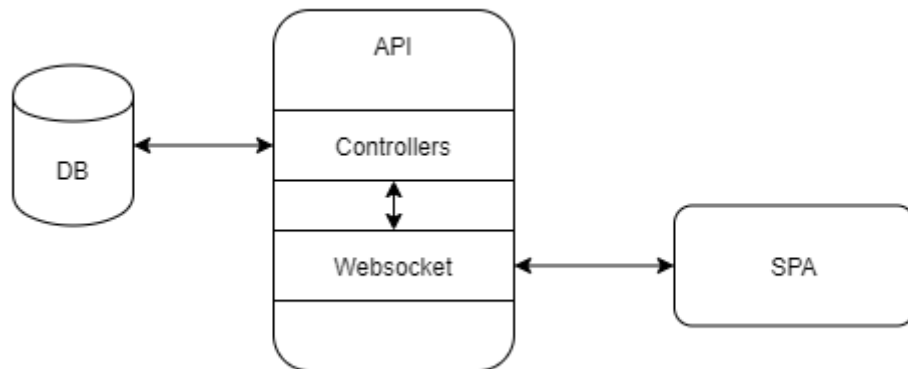 API
Controllers
DB
Websocket
SPA